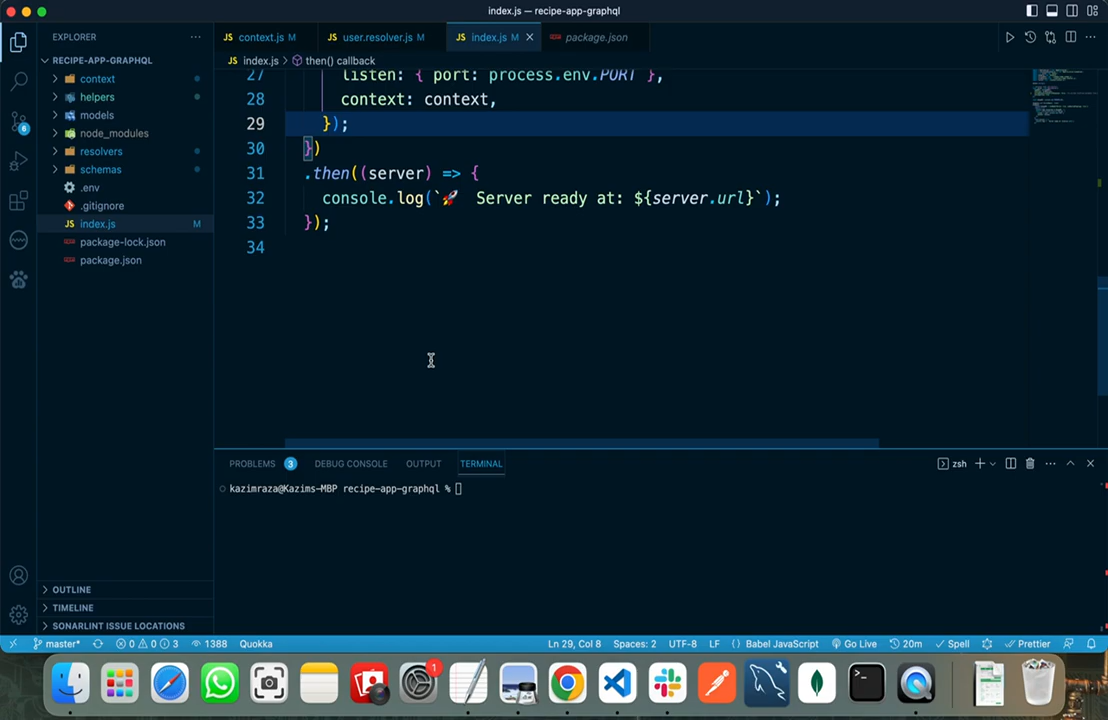 index.js — recipe-app-graphql
EXPLORER
JS context.js M
JS user.resolver.js M
JS index.js M
package.json
RECIPE-APP-GRAPHQL
JS index.js > then() callback
context
helpers
models
node_modules
resolvers
schemas
.env
.gitignore
JS index.js M
package-lock.json
package.json
27 listen: { port: process.env.PORT },
28 context: context,
29 });
30 })
31 .then((server) => {
32 console.log(`🚀 Server ready at: ${server.url}`);
33 });
34
6
PROBLEMS 3 DEBUG CONSOLE OUTPUT TERMINAL
zsh
kazimraza@Kazims-MBP recipe-app-graphql %
OUTLINE
TIMELINE
SONARLINT ISSUE LOCATIONS
master* 0 0 3 1388 Quokka Ln 29, Col 8 Spaces: 2 UTF-8 LF { } Babel JavaScript Go Live 20m Spell Prettier
1